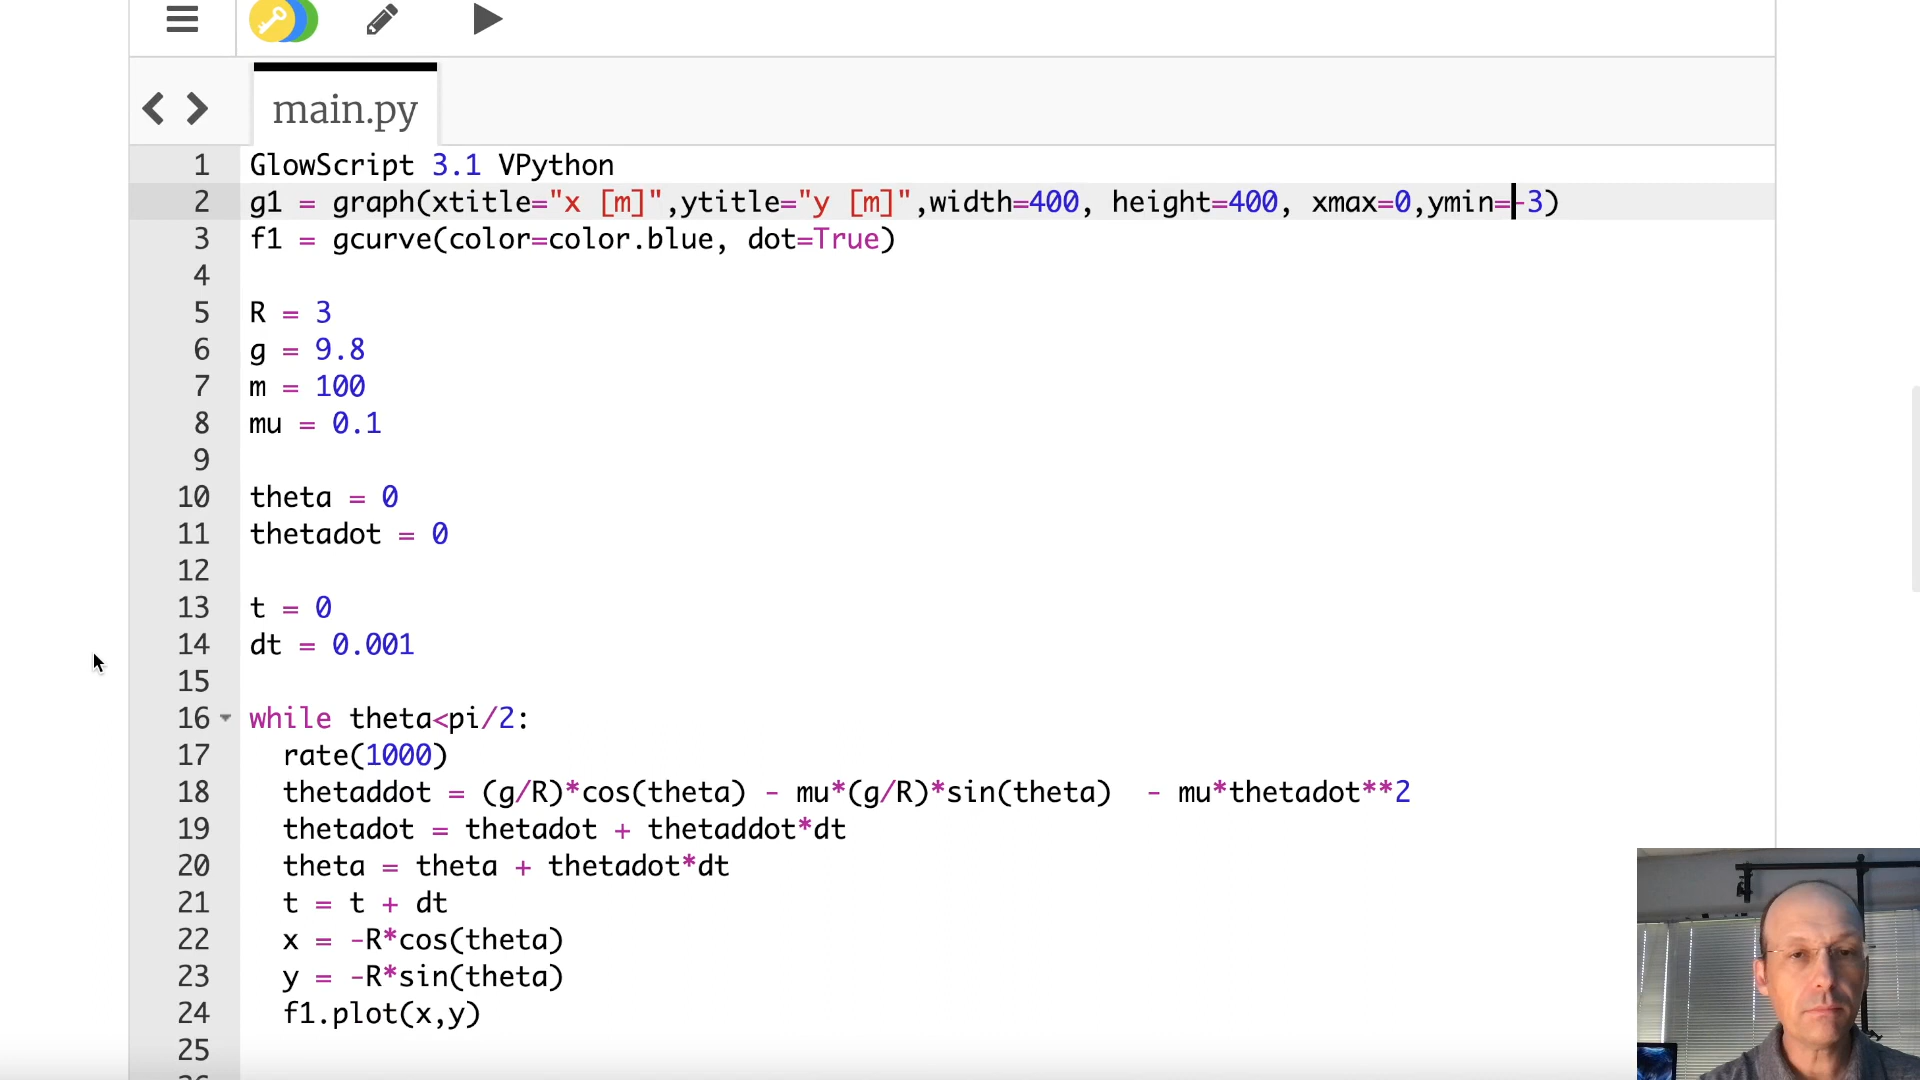 main.py
1 GlowScript 3.1 VPython
2 g1 = graph(xtitle="x [m]",ytitle="y [m]",width=400, height=400, xmax=0,ymin=-3)
3 f1 = gcurve(color=color.blue, dot=True)
4
5 R = 3
6 g = 9.8
7 m = 100
8 mu = 0.1
9
10 theta = 0
11 thetadot = 0
12
13 t = 0
14 dt = 0.001
15
16 while theta<pi/2:
17 rate(1000)
18 thetaddot = (g/R)*cos(theta) - mu*(g/R)*sin(theta)  - mu*thetadot**2
19 thetadot = thetadot + thetaddot*dt
20 theta = theta + thetadot*dt
21 t = t + dt
22 x = -R*cos(theta)
23 y = -R*sin(theta)
24 f1.plot(x,y)
25